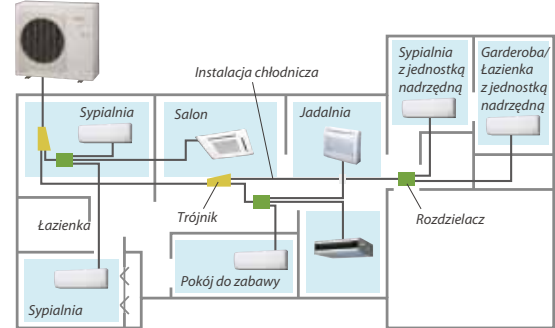 Sypialnia
z jednostką
nadrzędną
Garderoba/
Łazienka
z jednostką
nadrzędną
Instalacja chłodnicza
Sypialnia
Salon
Jadalnia
Łazienka
Trójnik
Rozdzielacz
Pokój do zabawy
Sypialnia